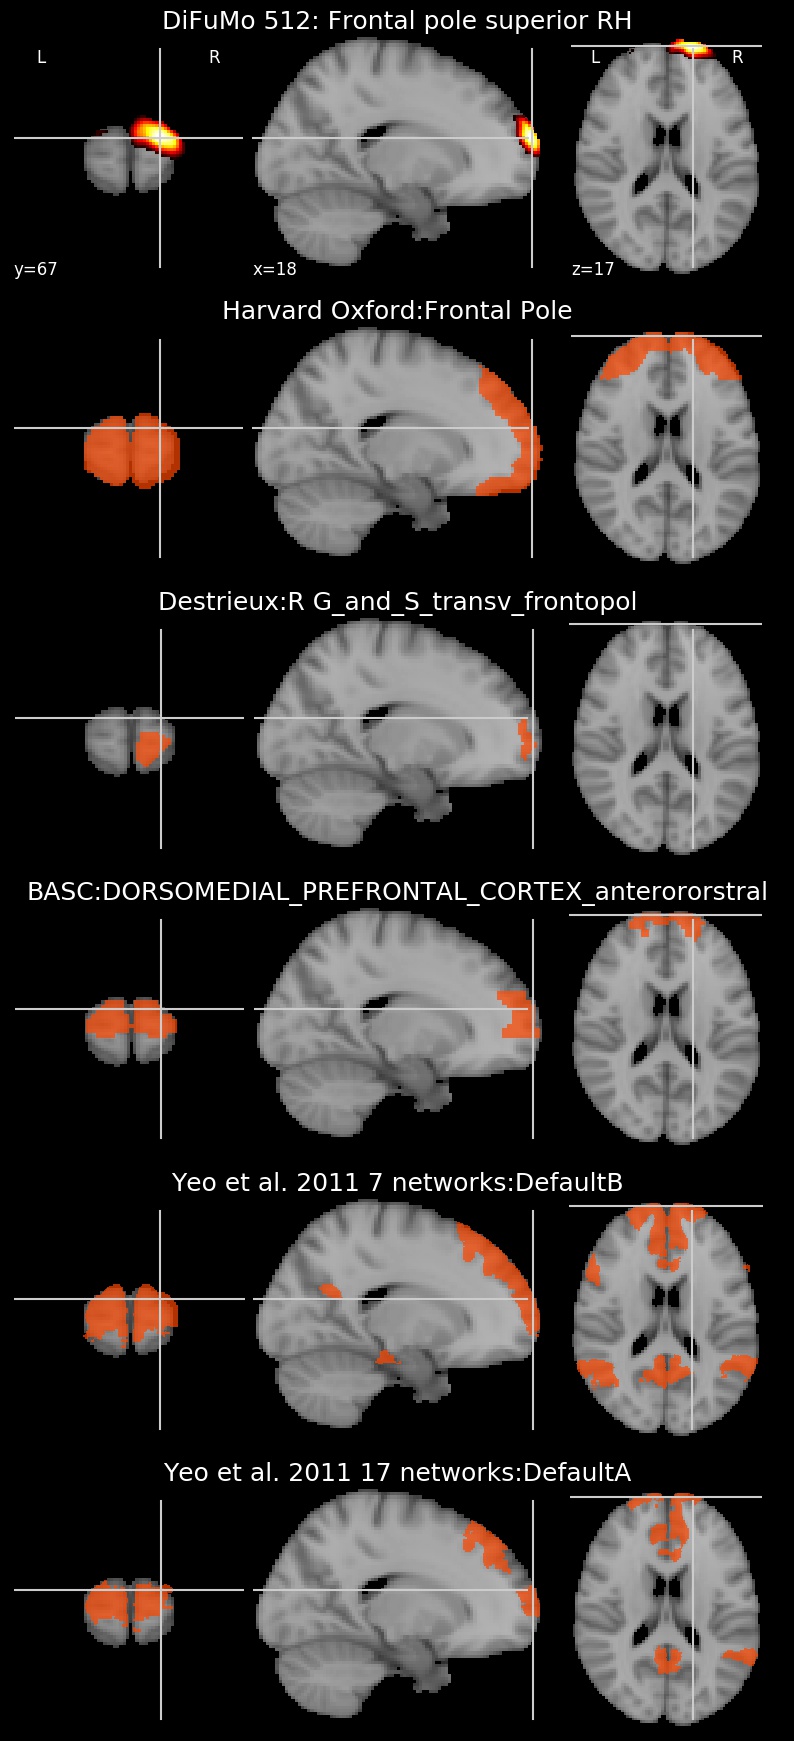 DiFuMo 512: Frontal pole superior RH
L R L R
y=67 x=18 z=17
Harvard Oxford:Frontal Pole
Destrieux:R G_and_S_transv_frontopol
BASC:DORSOMEDIAL_PREFRONTAL_CORTEX_anterororstral
Yeo et al. 2011 7 networks:DefaultB
Yeo et al. 2011 17 networks:DefaultA